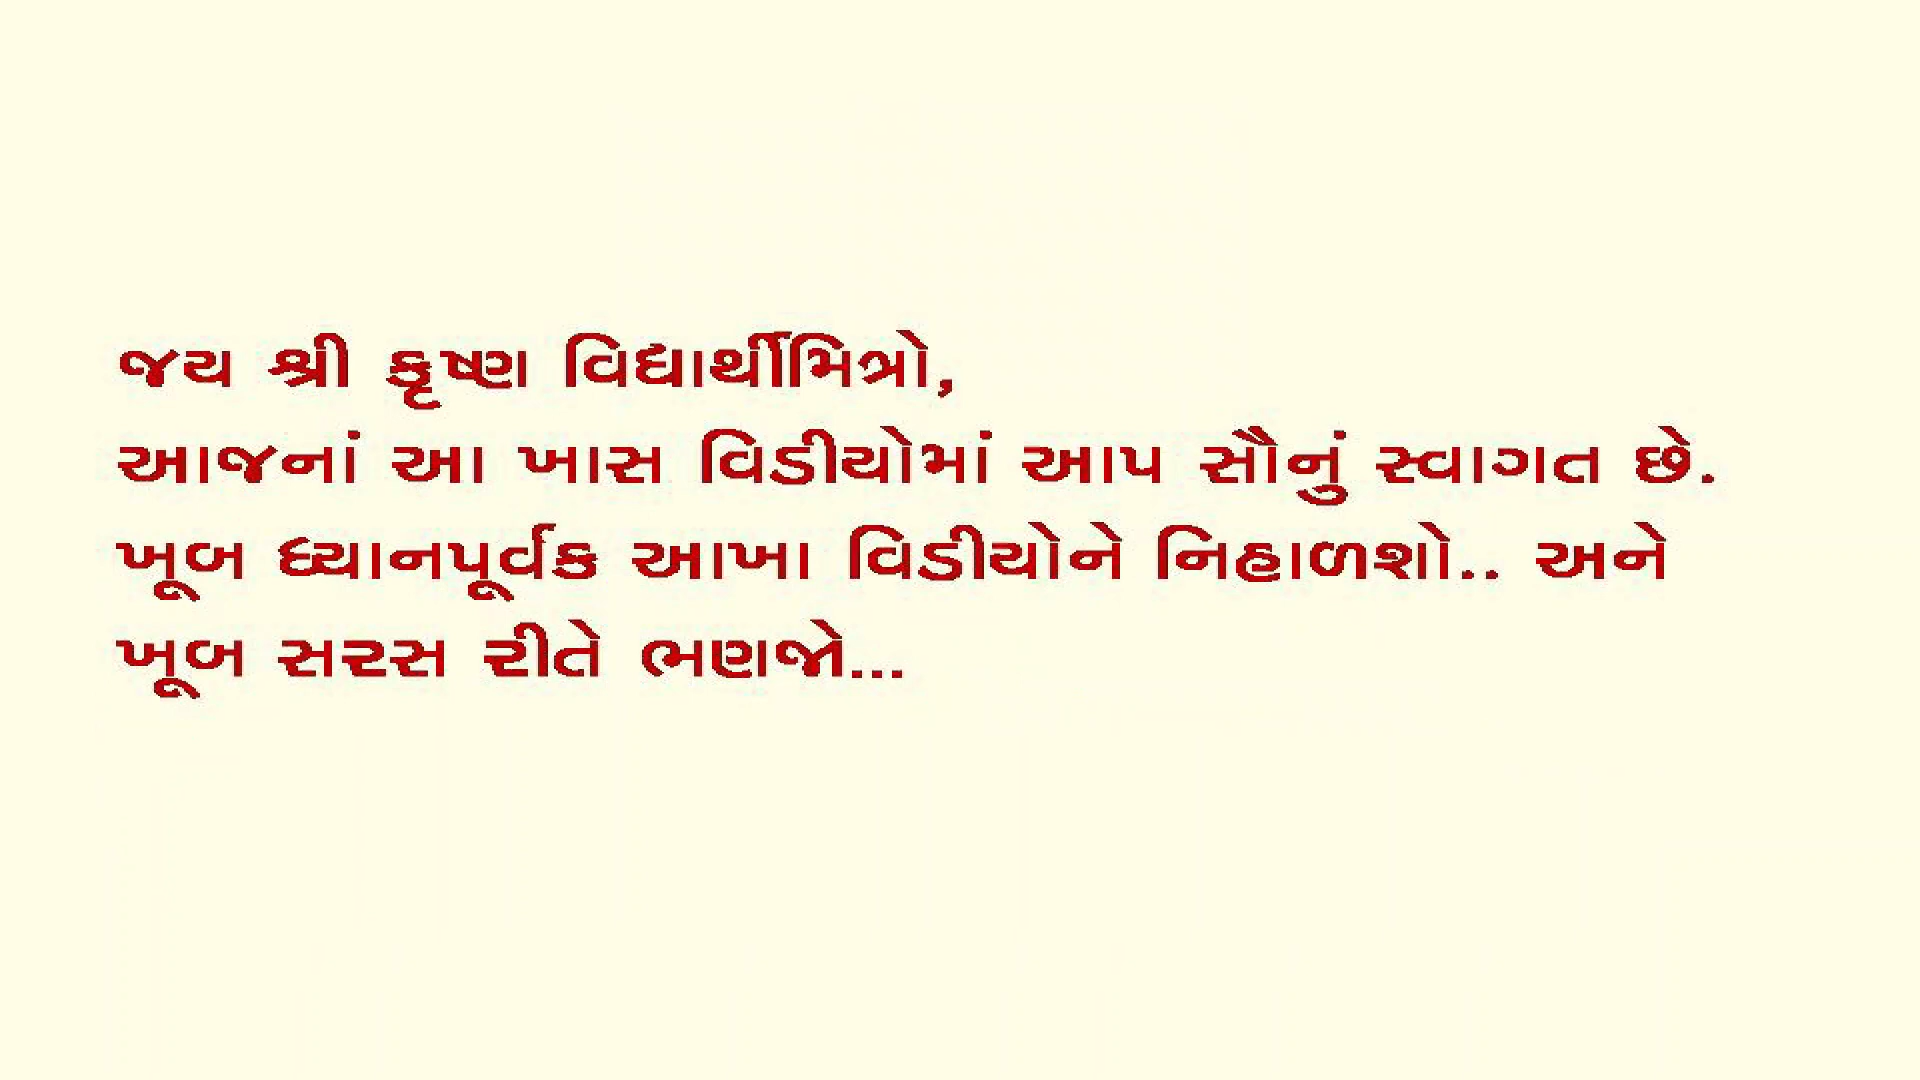 જય શ્રી કૃષ્ણ વિદ્યાર્થીમિત્રો,
આજનાં આ ખાસ વિડીયોમાં આપ સૌનું સ્વાગત છે.
ખૂબ ધ્યાનપૂર્વક આખા વિડીયોને નિહાળશો.. અને
ખૂબ સરસ રીતે ભણજો...